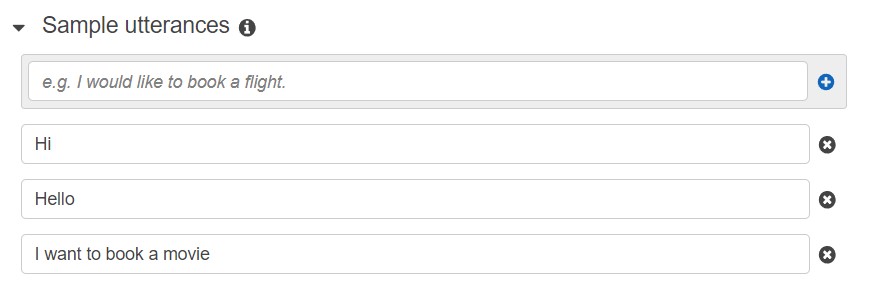 Sample utterances
e.g. I would like to book a flight.
Hi
Hello
I want to book a movie